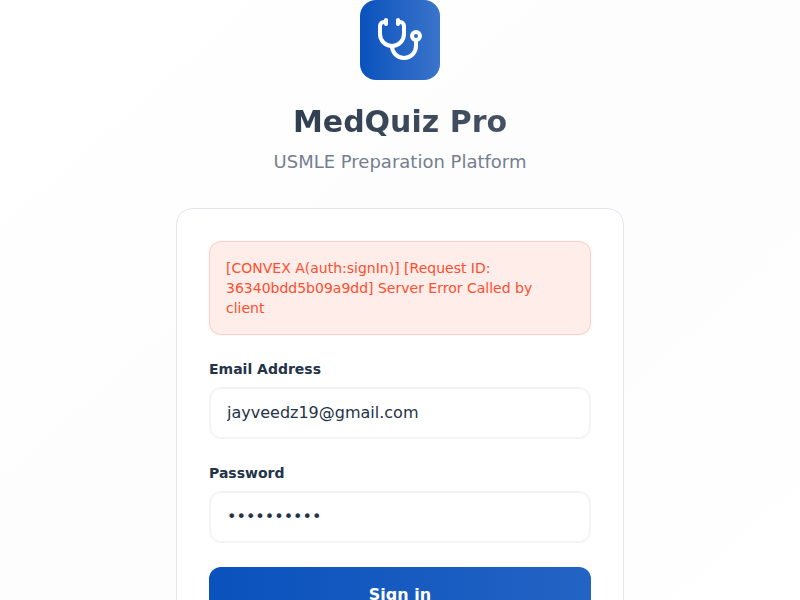 MedQuiz Pro
USMLE Preparation Platform
[CONVEX A(auth:signIn)] [Request ID:
36340bdd5b09a9dd] Server Error Called by
client
Email Address
jayveedz19@gmail.com
Password
••••••••••
Sign in